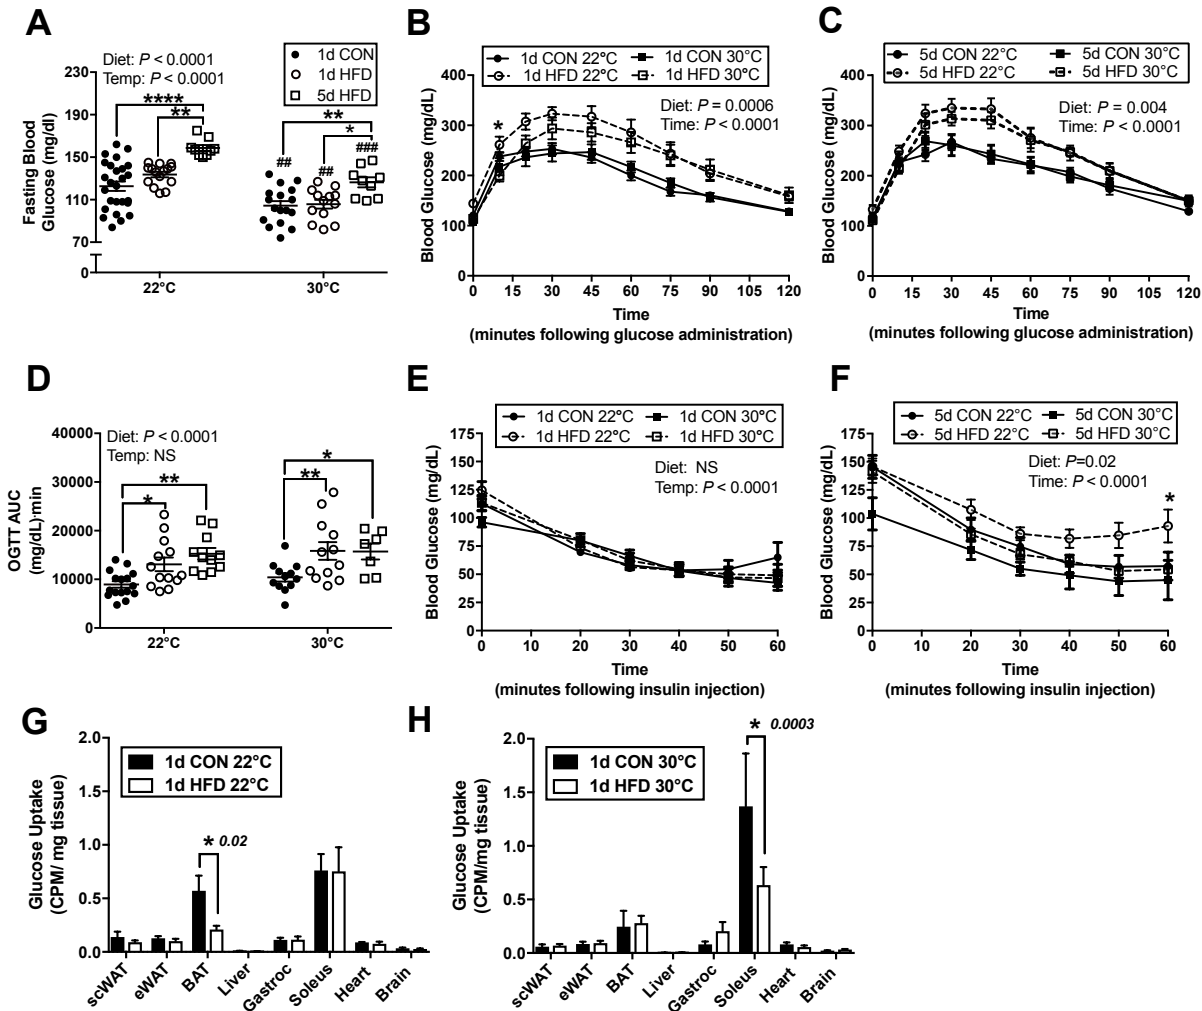 A
Diet: P < 0.0001
Temp: P < 0.0001
1d CON
1d HFD
5d HFD
Fasting Blood
Glucose (mg/dl)
230
150
110
70
0
****
**
**
*
##
##
###
22°C
30°C
B
1d CON 22°C
1d CON 30°C
1d HFD 22°C
1d HFD 30°C
Diet: P = 0.0006
Time: P < 0.0001
*
Blood Glucose (mg/dL)
400
300
200
100
0
0 15 30 45 60 75 90 105 120
Time
(minutes following glucose administration)
C
5d CON 22°C
5d CON 30°C
5d HFD 22°C
5d HFD 30°C
Diet: P = 0.004
Time: P < 0.0001
Blood Glucose (mg/dL)
400
300
200
100
0
0 15 30 45 60 75 90 105 120
Time
(minutes following glucose administration)
D
Diet: P < 0.0001
Temp: NS
OGTT AUC
(mg/dL)·min
40000
30000
20000
10000
0
**
*
*
**
22°C
30°C
E
1d CON 22°C
1d CON 30°C
1d HFD 22°C
1d HFD 30°C
Diet: NS
Temp: P < 0.0001
Blood Glucose (mg/dL)
175
150
125
100
75
50
25
0
0 10 20 30 40 50 60
Time
(minutes following insulin injection)
F
5d CON 22°C
5d CON 30°C
5d HFD 22°C
5d HFD 30°C
Diet: P=0.02
Time: P < 0.0001
*
Blood Glucose (mg/dL)
175
150
125
100
75
50
25
0
0 10 20 30 40 50 60
Time
(minutes following insulin injection)
G
1d CON 22°C
1d HFD 22°C
Glucose Uptake
(CPM/ mg tissue)
2.0
1.5
1.0
0.5
0.0
* 0.02
scWAT
eWAT
BAT
Liver
Gastroc
Soleus
Heart
Brain
H
1d CON 30°C
1d HFD 30°C
Glucose Uptake
(CPM/mg tissue)
2.0
1.5
1.0
0.5
0.0
* 0.0003
scWAT
eWAT
BAT
Liver
Gastroc
Soleus
Heart
Brain